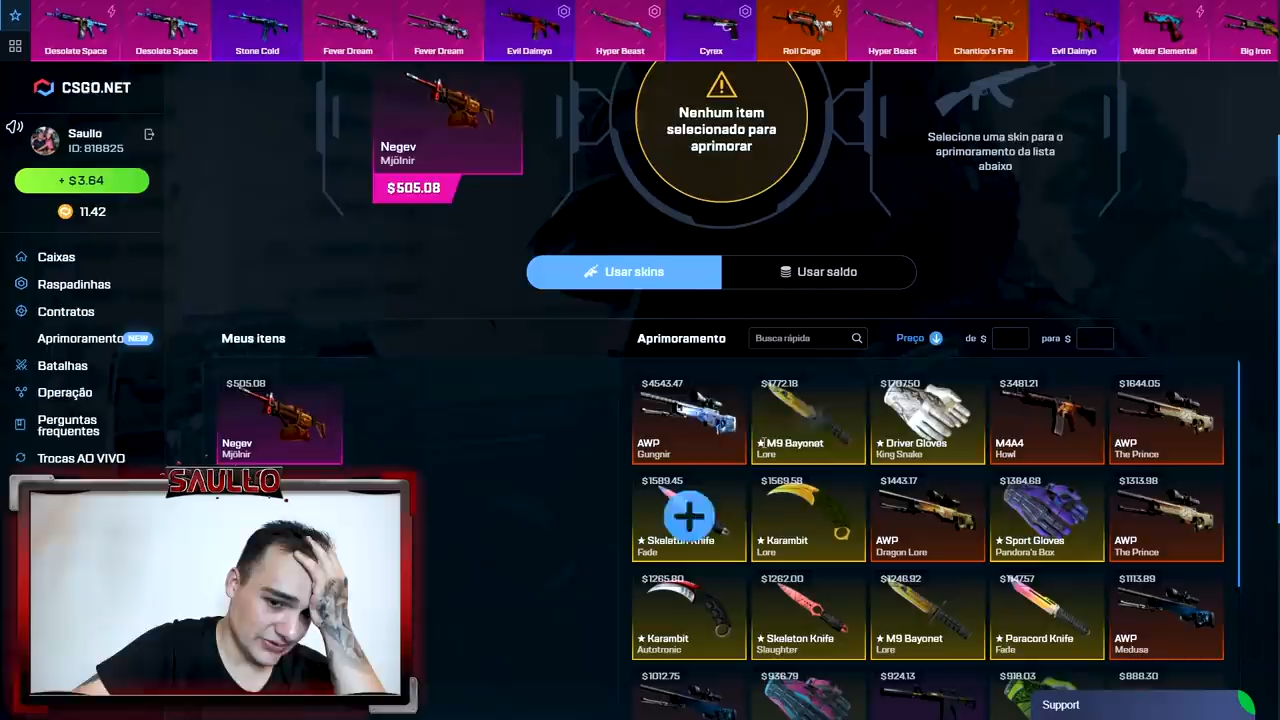 Desolate Space
Desolate Space
Stone Cold
Fever Dream
Fever Dream
Evil Daimyo
Hyper Beast
Cyrex
Roll Cage
Hyper Beast
Chantico's Fire
Evil Daimyo
Water Elemental
Big Iron
CSGO.NET
Saullo
ID: 818825
+ $3.64
11.42
Caixas
Raspadinhas
Contratos
Aprimoramento NEW
Batalhas
Operação
Perguntas
frequentes
Trocas AO VIVO
Negev
Mjölnir
$505.08
Nenhum item
selecionado para
aprimorar
Selecione uma skin para o
aprimoramento da lista
abaixo
Usar skins
Usar saldo
Meus itens
$505.08
Negev
Mjölnir
Aprimoramento
Busca rápida
Preço
de $
para $
$4543.47
AWP
Gungnir
$1772.18
★ M9 Bayonet
Lore
$1707.50
★ Driver Gloves
King Snake
$3481.21
M4A4
Howl
$1644.05
AWP
The Prince
$1589.45
★ Skeleton Knife
Fade
$1569.58
★ Karambit
Lore
$1443.17
AWP
Dragon Lore
$1364.68
★ Sport Gloves
Pandora's Box
$1313.98
AWP
The Prince
$1265.80
★ Karambit
Autotronic
$1262.00
★ Skeleton Knife
Slaughter
$1246.92
★ M9 Bayonet
Lore
$1147.57
★ Paracord Knife
Fade
$1113.89
AWP
Medusa
$1012.75
$936.79
$924.13
$918.03
$888.30
SAULLO
Support